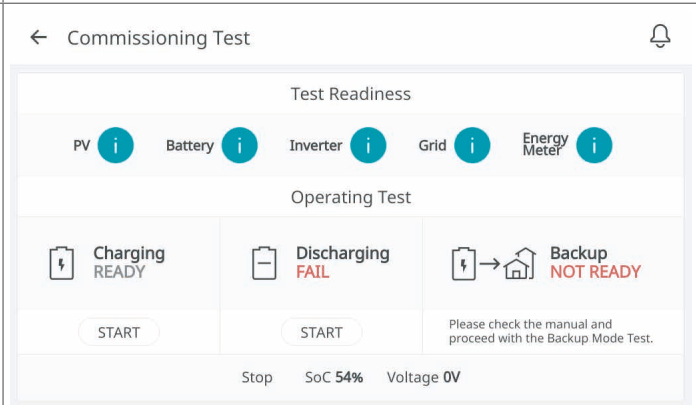 Commissioning Test
Test Readiness
PV i Battery i Inverter i Grid i Energy Meter i
Operating Test
Charging
READY
Discharging
FAIL
Backup
NOT READY
START
START
Please check the manual and
proceed with the Backup Mode Test.
Stop SoC 54% Voltage 0V